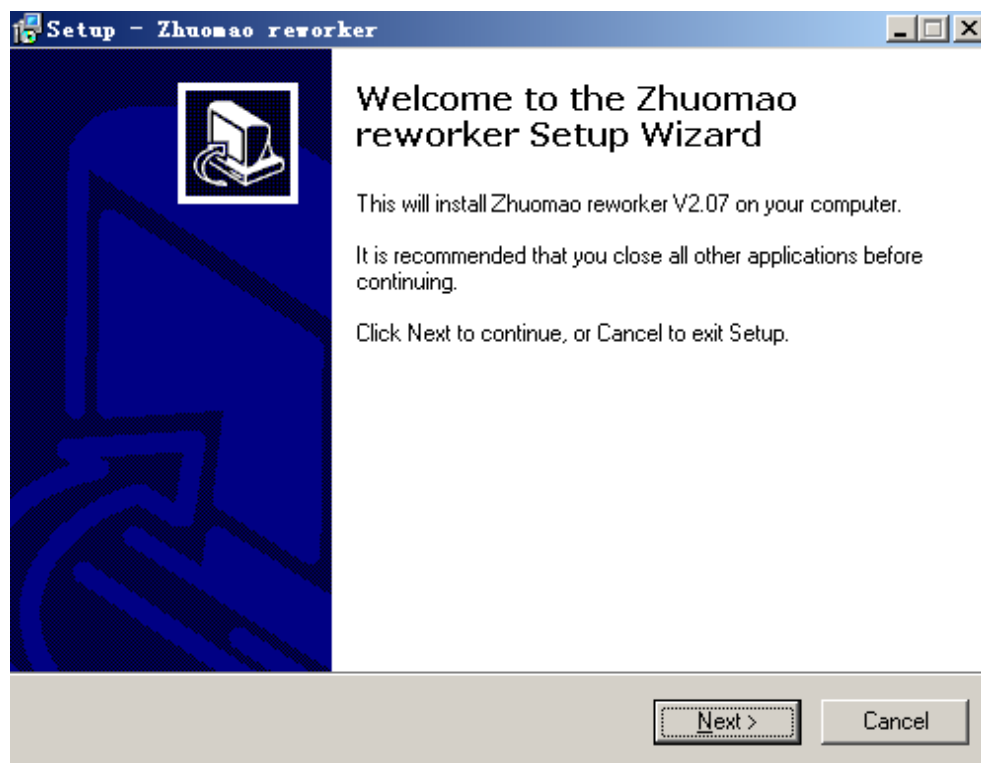 Setup - Zhuomao reworker
Welcome to the Zhuomao
reworker Setup Wizard
This will install Zhuomao reworker V2.07 on your computer.
It is recommended that you close all other applications before
continuing.
Click Next to continue, or Cancel to exit Setup.
Next >
Cancel